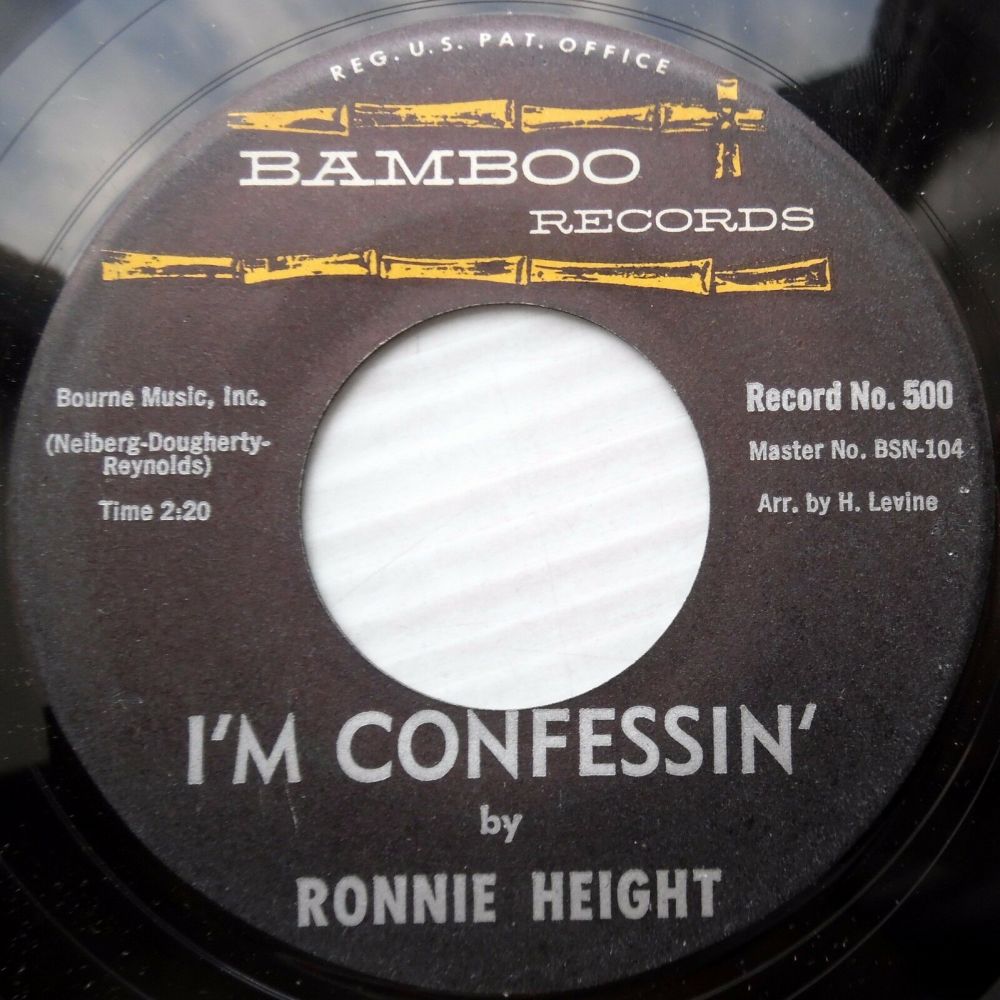 REG. U.S. PAT. OFFICE
BAMBOO
RECORDS
Bourne Music, Inc.
(Neiberg-Dougherty-
Reynolds)
Time 2:20
Record No. 500
Master No. BSN-104
Arr. by H. Levine
I'M CONFESSIN'
by
RONNIE HEIGHT